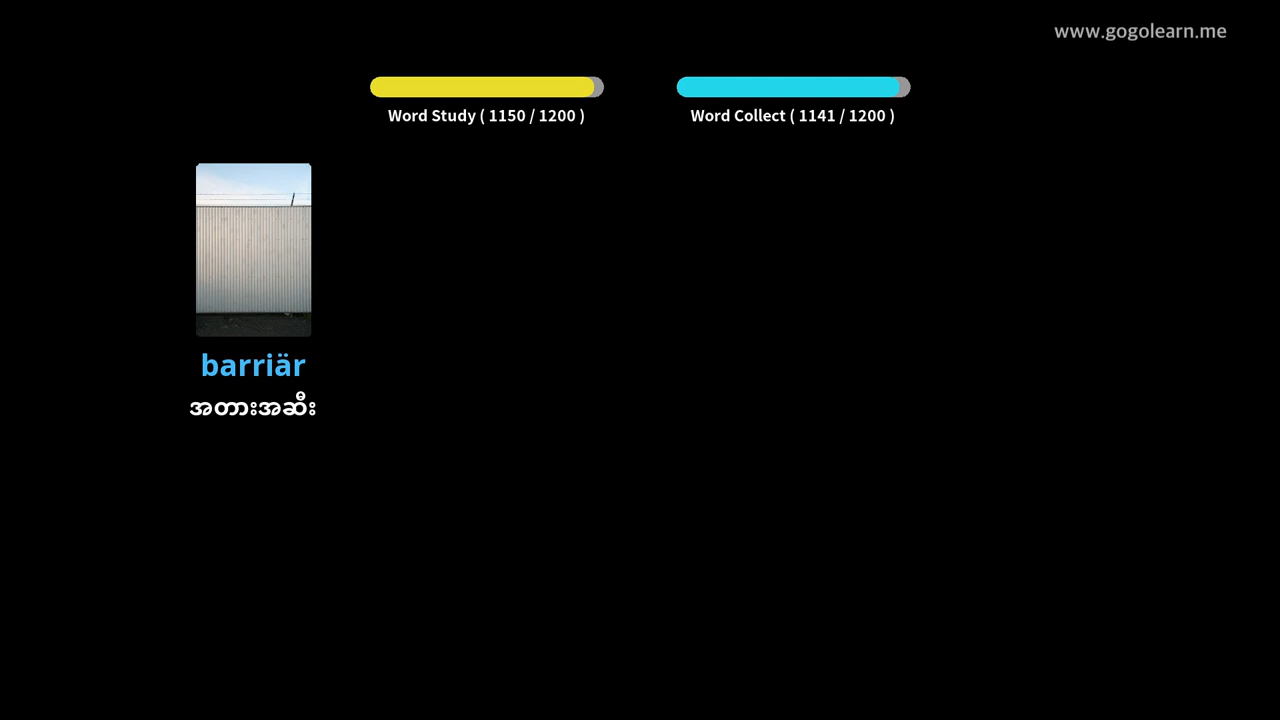 www.gogolearn.me
Word Study ( 1150 / 1200 )
Word Collect ( 1141 / 1200 )
barriär
အတားအဆီး